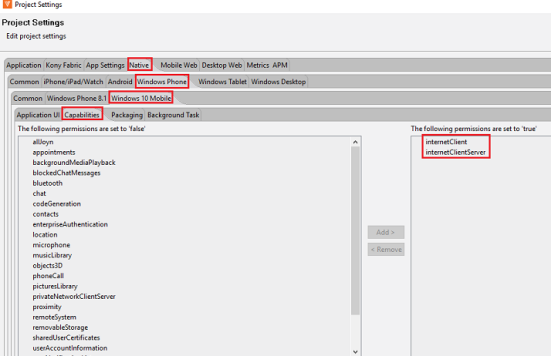 Project Settings
Project Settings
Edit project settings
Application Kony Fabric App Settings Native Mobile Web Desktop Web Metrics APM
Common iPhone/iPad/Watch Android Windows Phone Windows Tablet Windows Desktop
Common Windows Phone 8.1 Windows 10 Mobile
Application UI Capabilities Packaging Background Task
The following permissions are set to 'false'
The following permissions are set to 'true'
allJoyn
appointments
backgroundMediaPlayback
blockedChatMessages
bluetooth
chat
codeGeneration
contacts
enterpriseAuthentication
location
microphone
musicLibrary
objects3D
phoneCall
picturesLibrary
privateNetworkClientServer
proximity
remoteSystem
removableStorage
sharedUserCertificates
userAccountInformation
Add >
< Remove
internetClient
internetClientServer